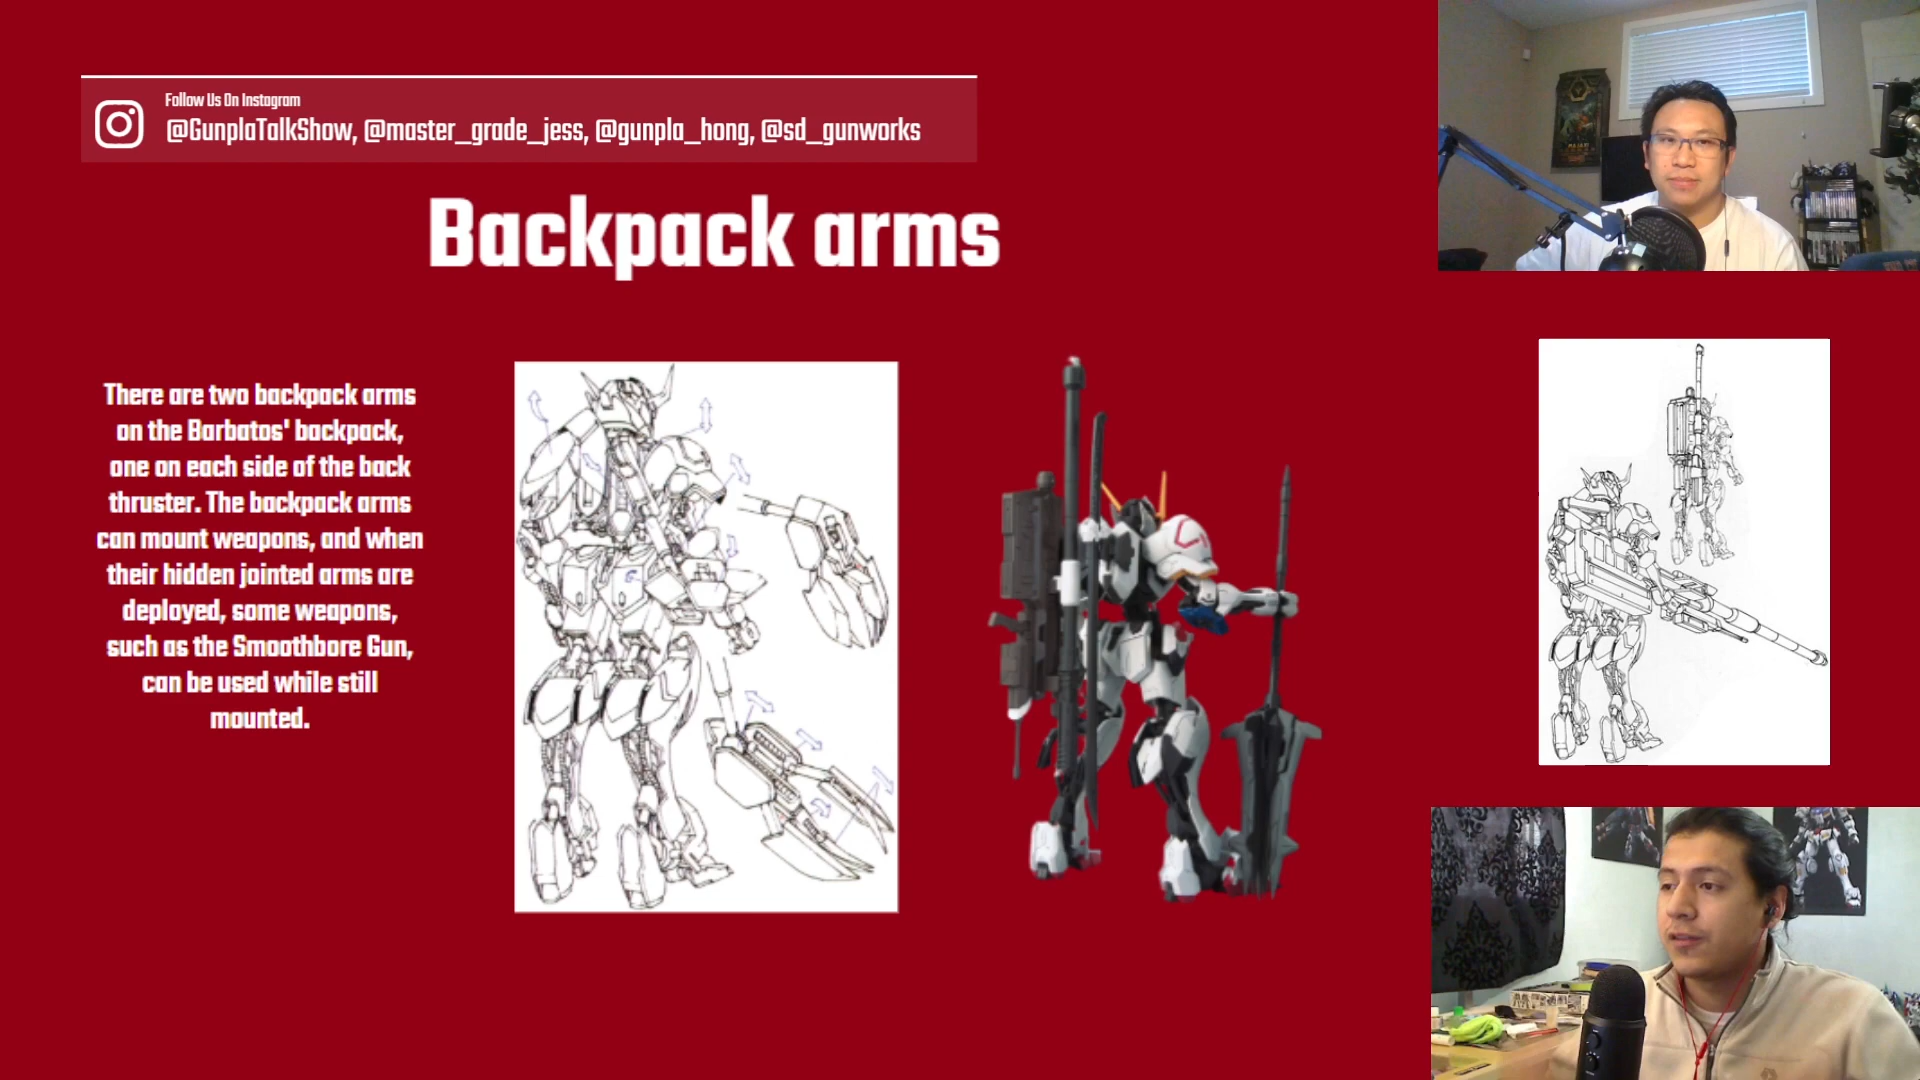 Follow Us On Instagram
@GunplaTalkShow, @master_grade_jess, @gunpla_hong, @sd_gunworks
Backpack arms
There are two backpack arms
on the Barbatos' backpack,
one on each side of the back
thruster. The backpack arms
can mount weapons, and when
their hidden jointed arms are
deployed, some weapons,
such as the Smoothbore Gun,
can be used while still
mounted.